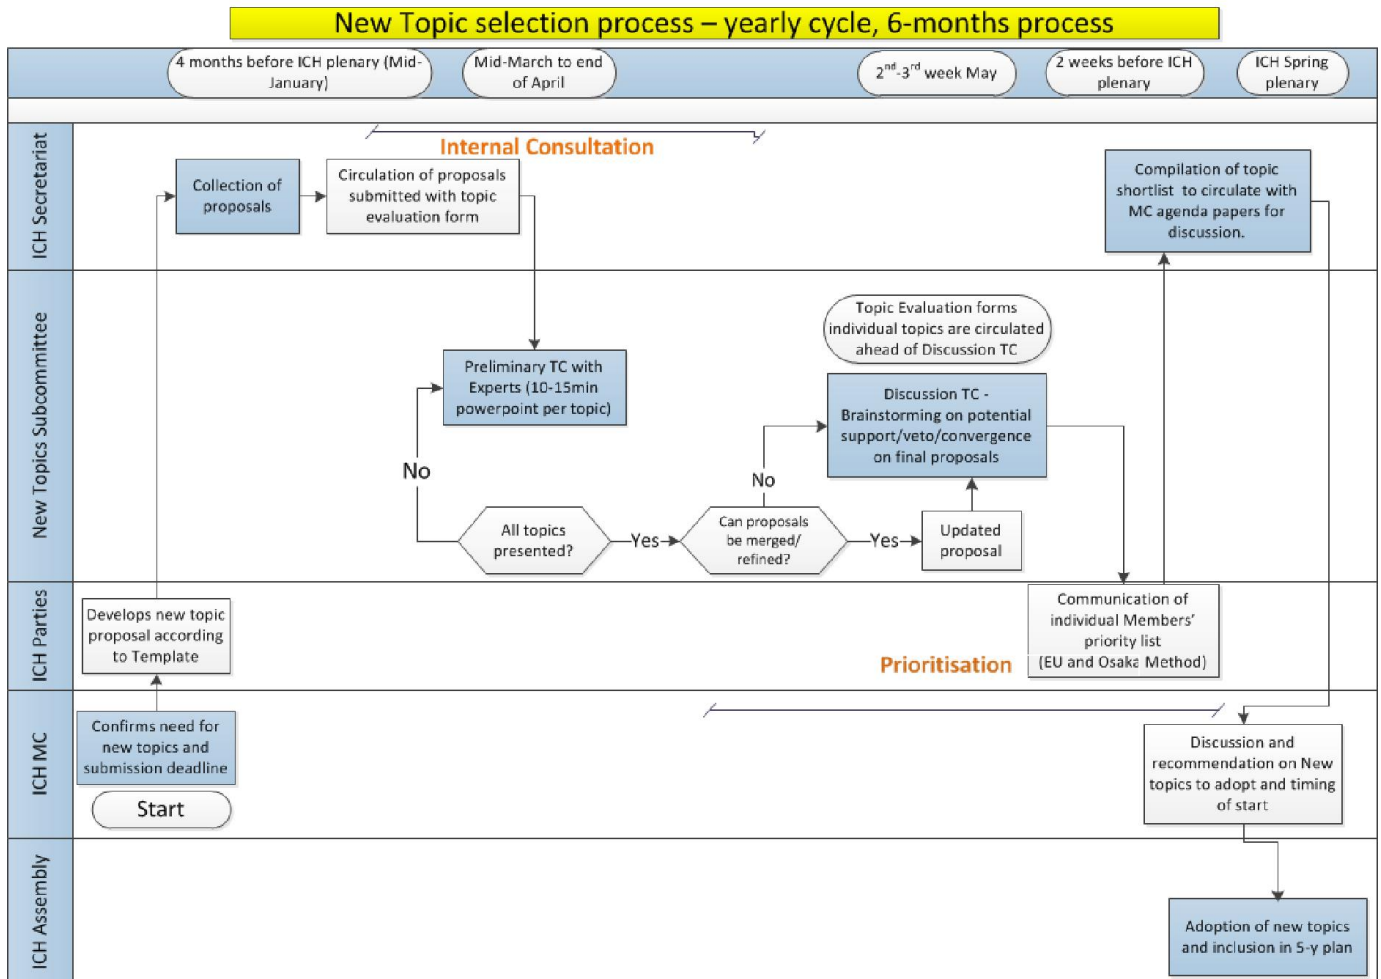 New Topic selection process – yearly cycle, 6-months process
4 months before ICH plenary (Mid-
January)
Mid-March to end
of April
2nd-3rd week May
2 weeks before ICH
plenary
ICH Spring
plenary
ICH Secretariat
Internal Consultation
Collection of
proposals
Circulation of proposals
submitted with topic
evaluation form
Compilation of topic
shortlist to circulate with
MC agenda papers for
discussion.
New Topics Subcommittee
Topic Evaluation forms
individual topics are circulated
ahead of Discussion TC
Preliminary TC with
Experts (10-15min
powerpoint per topic)
Discussion TC -
Brainstorming on potential
support/veto/convergence
on final proposals
No
No
All topics
presented?
Yes
Can proposals
be merged/
refined?
Yes
Updated
proposal
ICH Parties
Develops new topic
proposal according
to Template
Communication of
individual Members'
priority list
(EU and Osaka Method)
Prioritisation
ICH MC
Confirms need for
new topics and
submission deadline
Start
Discussion and
recommendation on New
topics to adopt and timing
of start
ICH Assembly
Adoption of new topics
and inclusion in 5-y plan